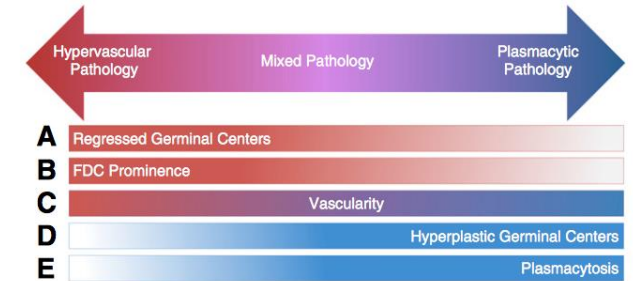 Hypervascular
Pathology
Mixed Pathology
Plasmacytic
Pathology
A Regressed Germinal Centers
B FDC Prominence
C Vascularity
D Hyperplastic Germinal Centers
E Plasmacytosis